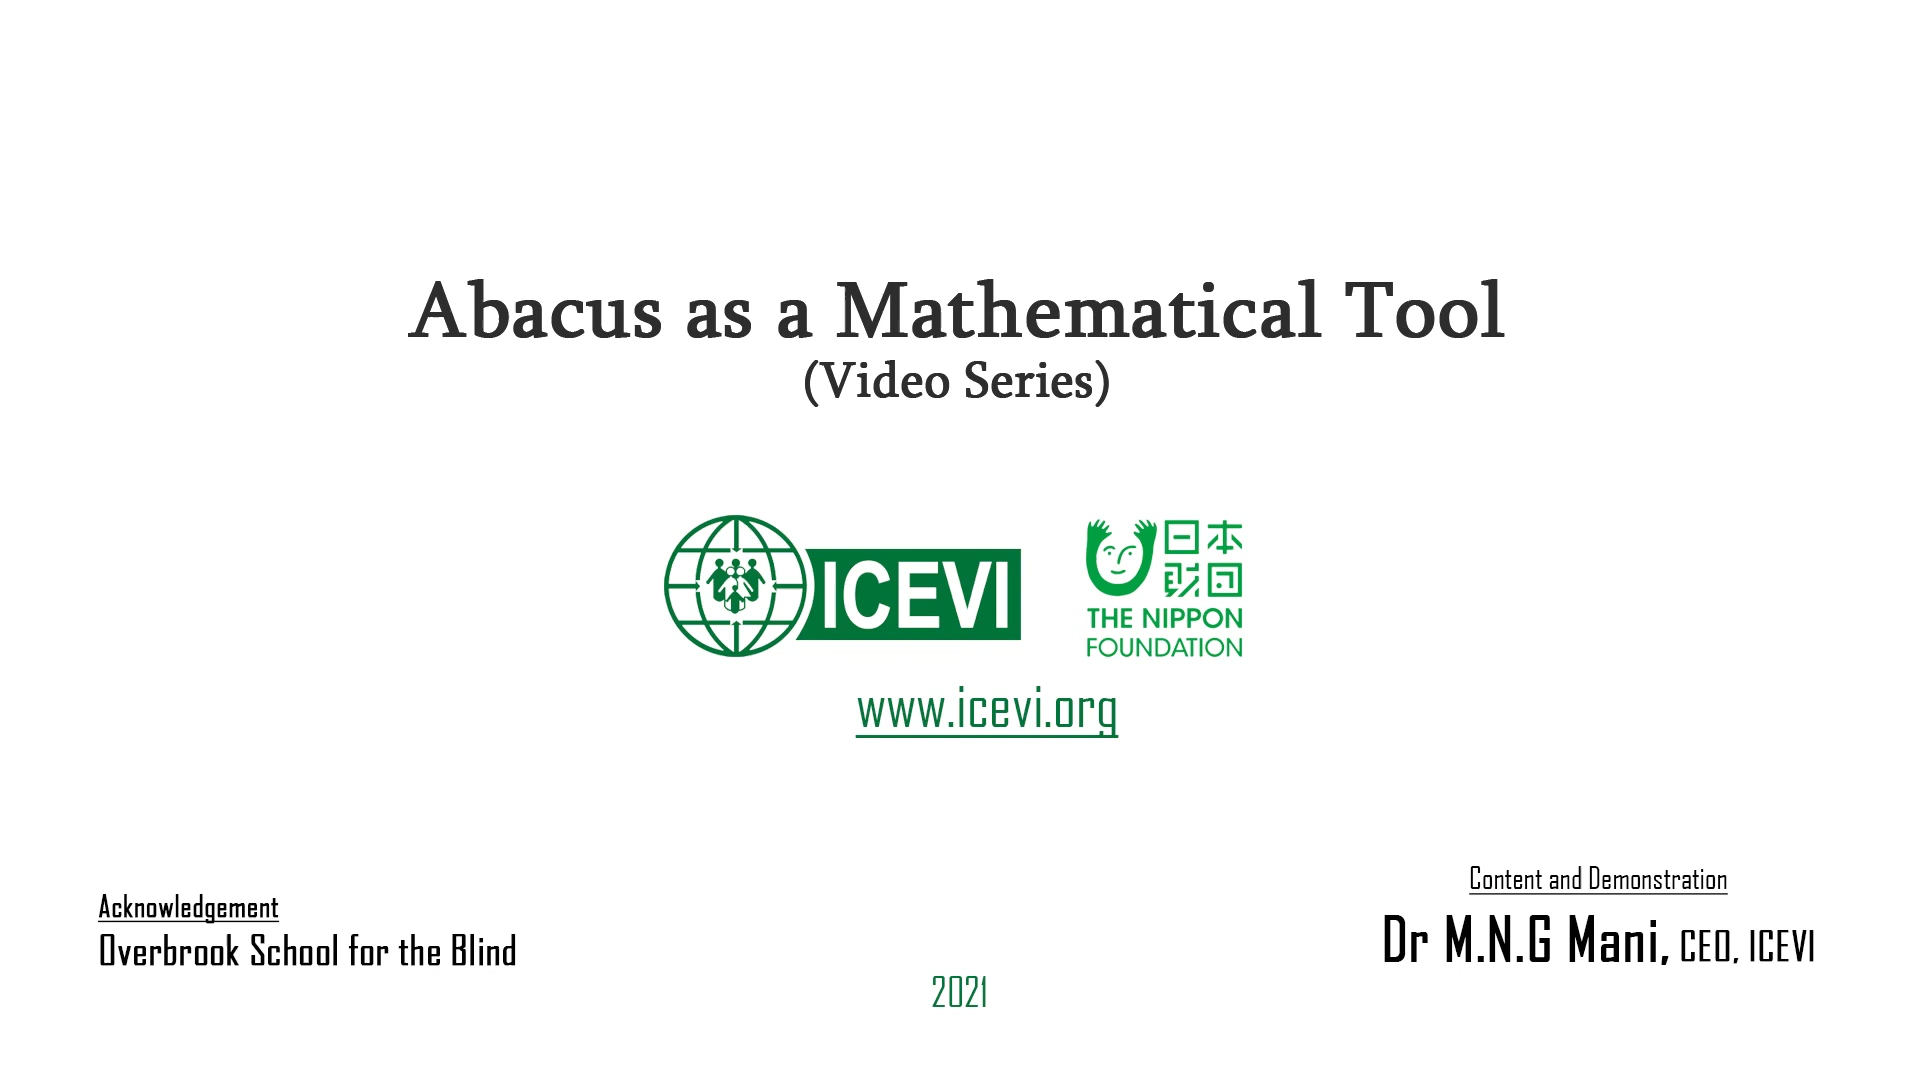 Abacus as a Mathematical Tool
(Video Series)
ICEVI
日本
財団
THE NIPPON
FOUNDATION
www.icevi.org
Acknowledgement
Overbrook School for the Blind
Content and Demonstration
Dr M.N.G Mani, CEO, ICEVI
2021